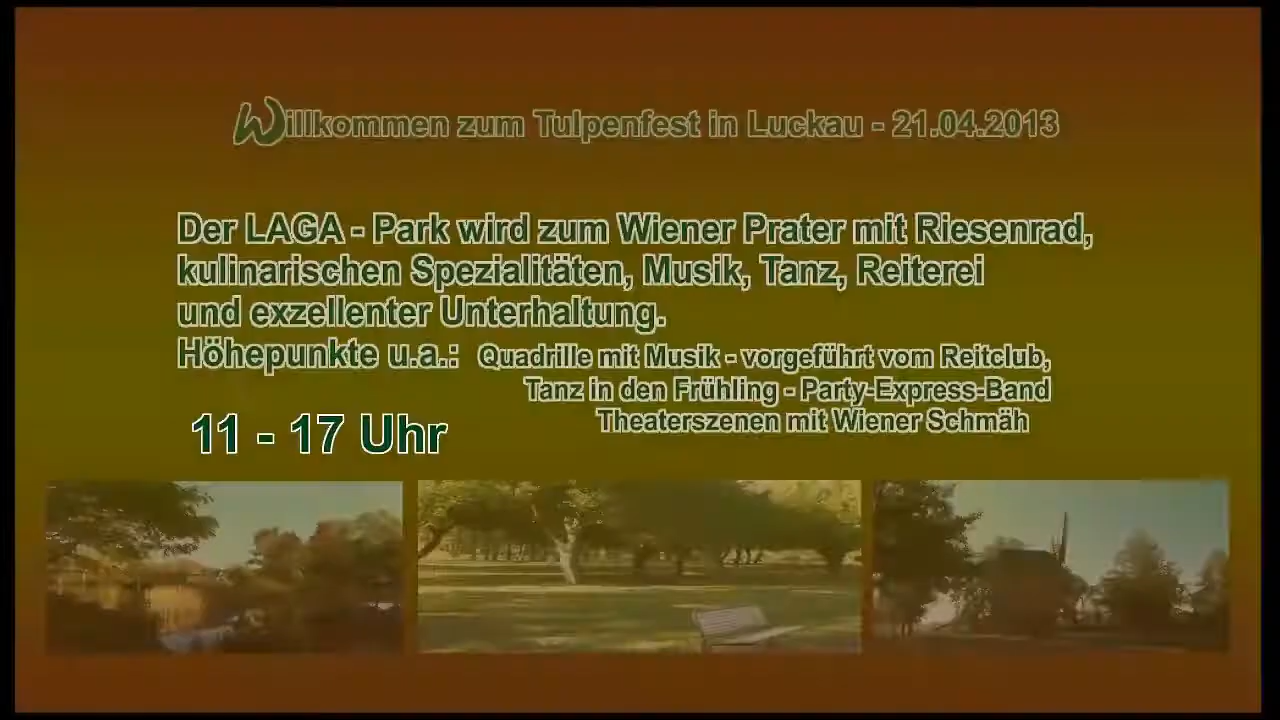 Willkommen zum Tulpenfest in Luckau - 21.04.2013
Der LAGA - Park wird zum Wiener Prater mit Riesenrad,
kulinarischen Spezialitäten, Musik, Tanz, Reiterei
und exzellenter Unterhaltung.
Höhepunkte u.a.: Quadrille mit Musik - vorgeführt vom Reitclub,
Tanz in den Frühling - Party-Express-Band
Theaterszenen mit Wiener Schmäh
11 - 17 Uhr